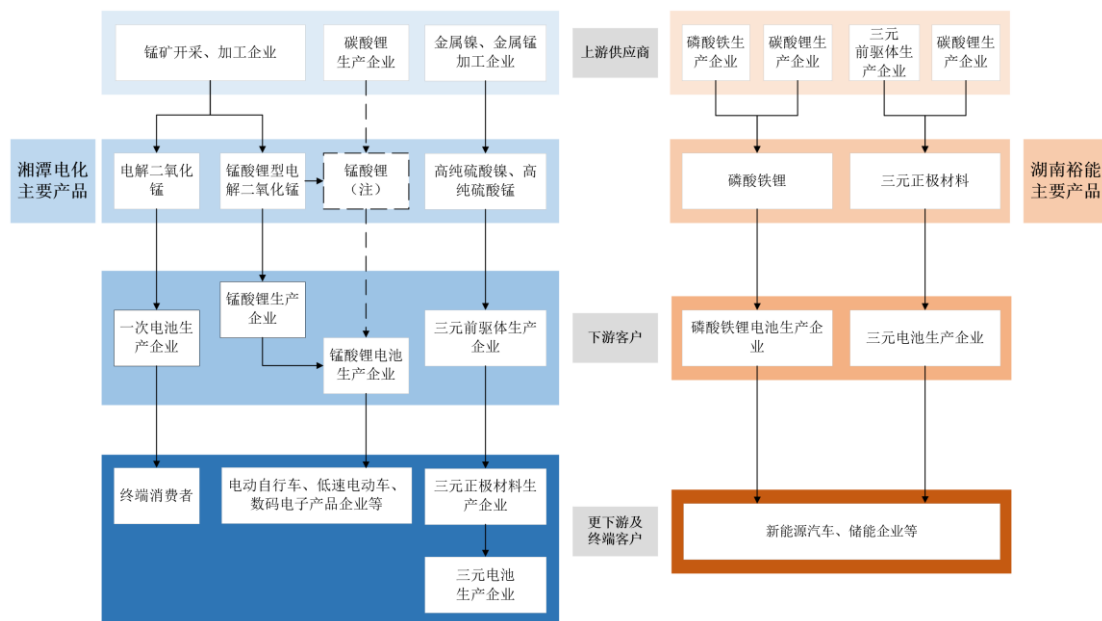 锰矿开采、加工企业
碳酸锂
生产企业
金属镍、金属锰
加工企业
上游供应商
磷酸铁生
产企业
碳酸锂生
产企业
三元
前驱体生
产企业
碳酸锂生
产企业
湘潭电化
主要产品
电解二氧化
锰
锰酸锂型电
解二氧化锰
锰酸锂
（注）
高纯硫酸镍、高
纯硫酸锰
磷酸铁锂
三元正极材料
湖南裕能
主要产品
一次电池生
产企业
锰酸锂生产
企业
锰酸锂电池
生产企业
三元前驱体生产
企业
下游客户
磷酸铁锂电池生产企
业
三元电池生产企业
终端消费者
电动自行车、低速电动车、
数码电子产品企业等
三元正极材料生
产企业
三元电池
生产企业
更下游及
终端客户
新能源汽车、储能企业等